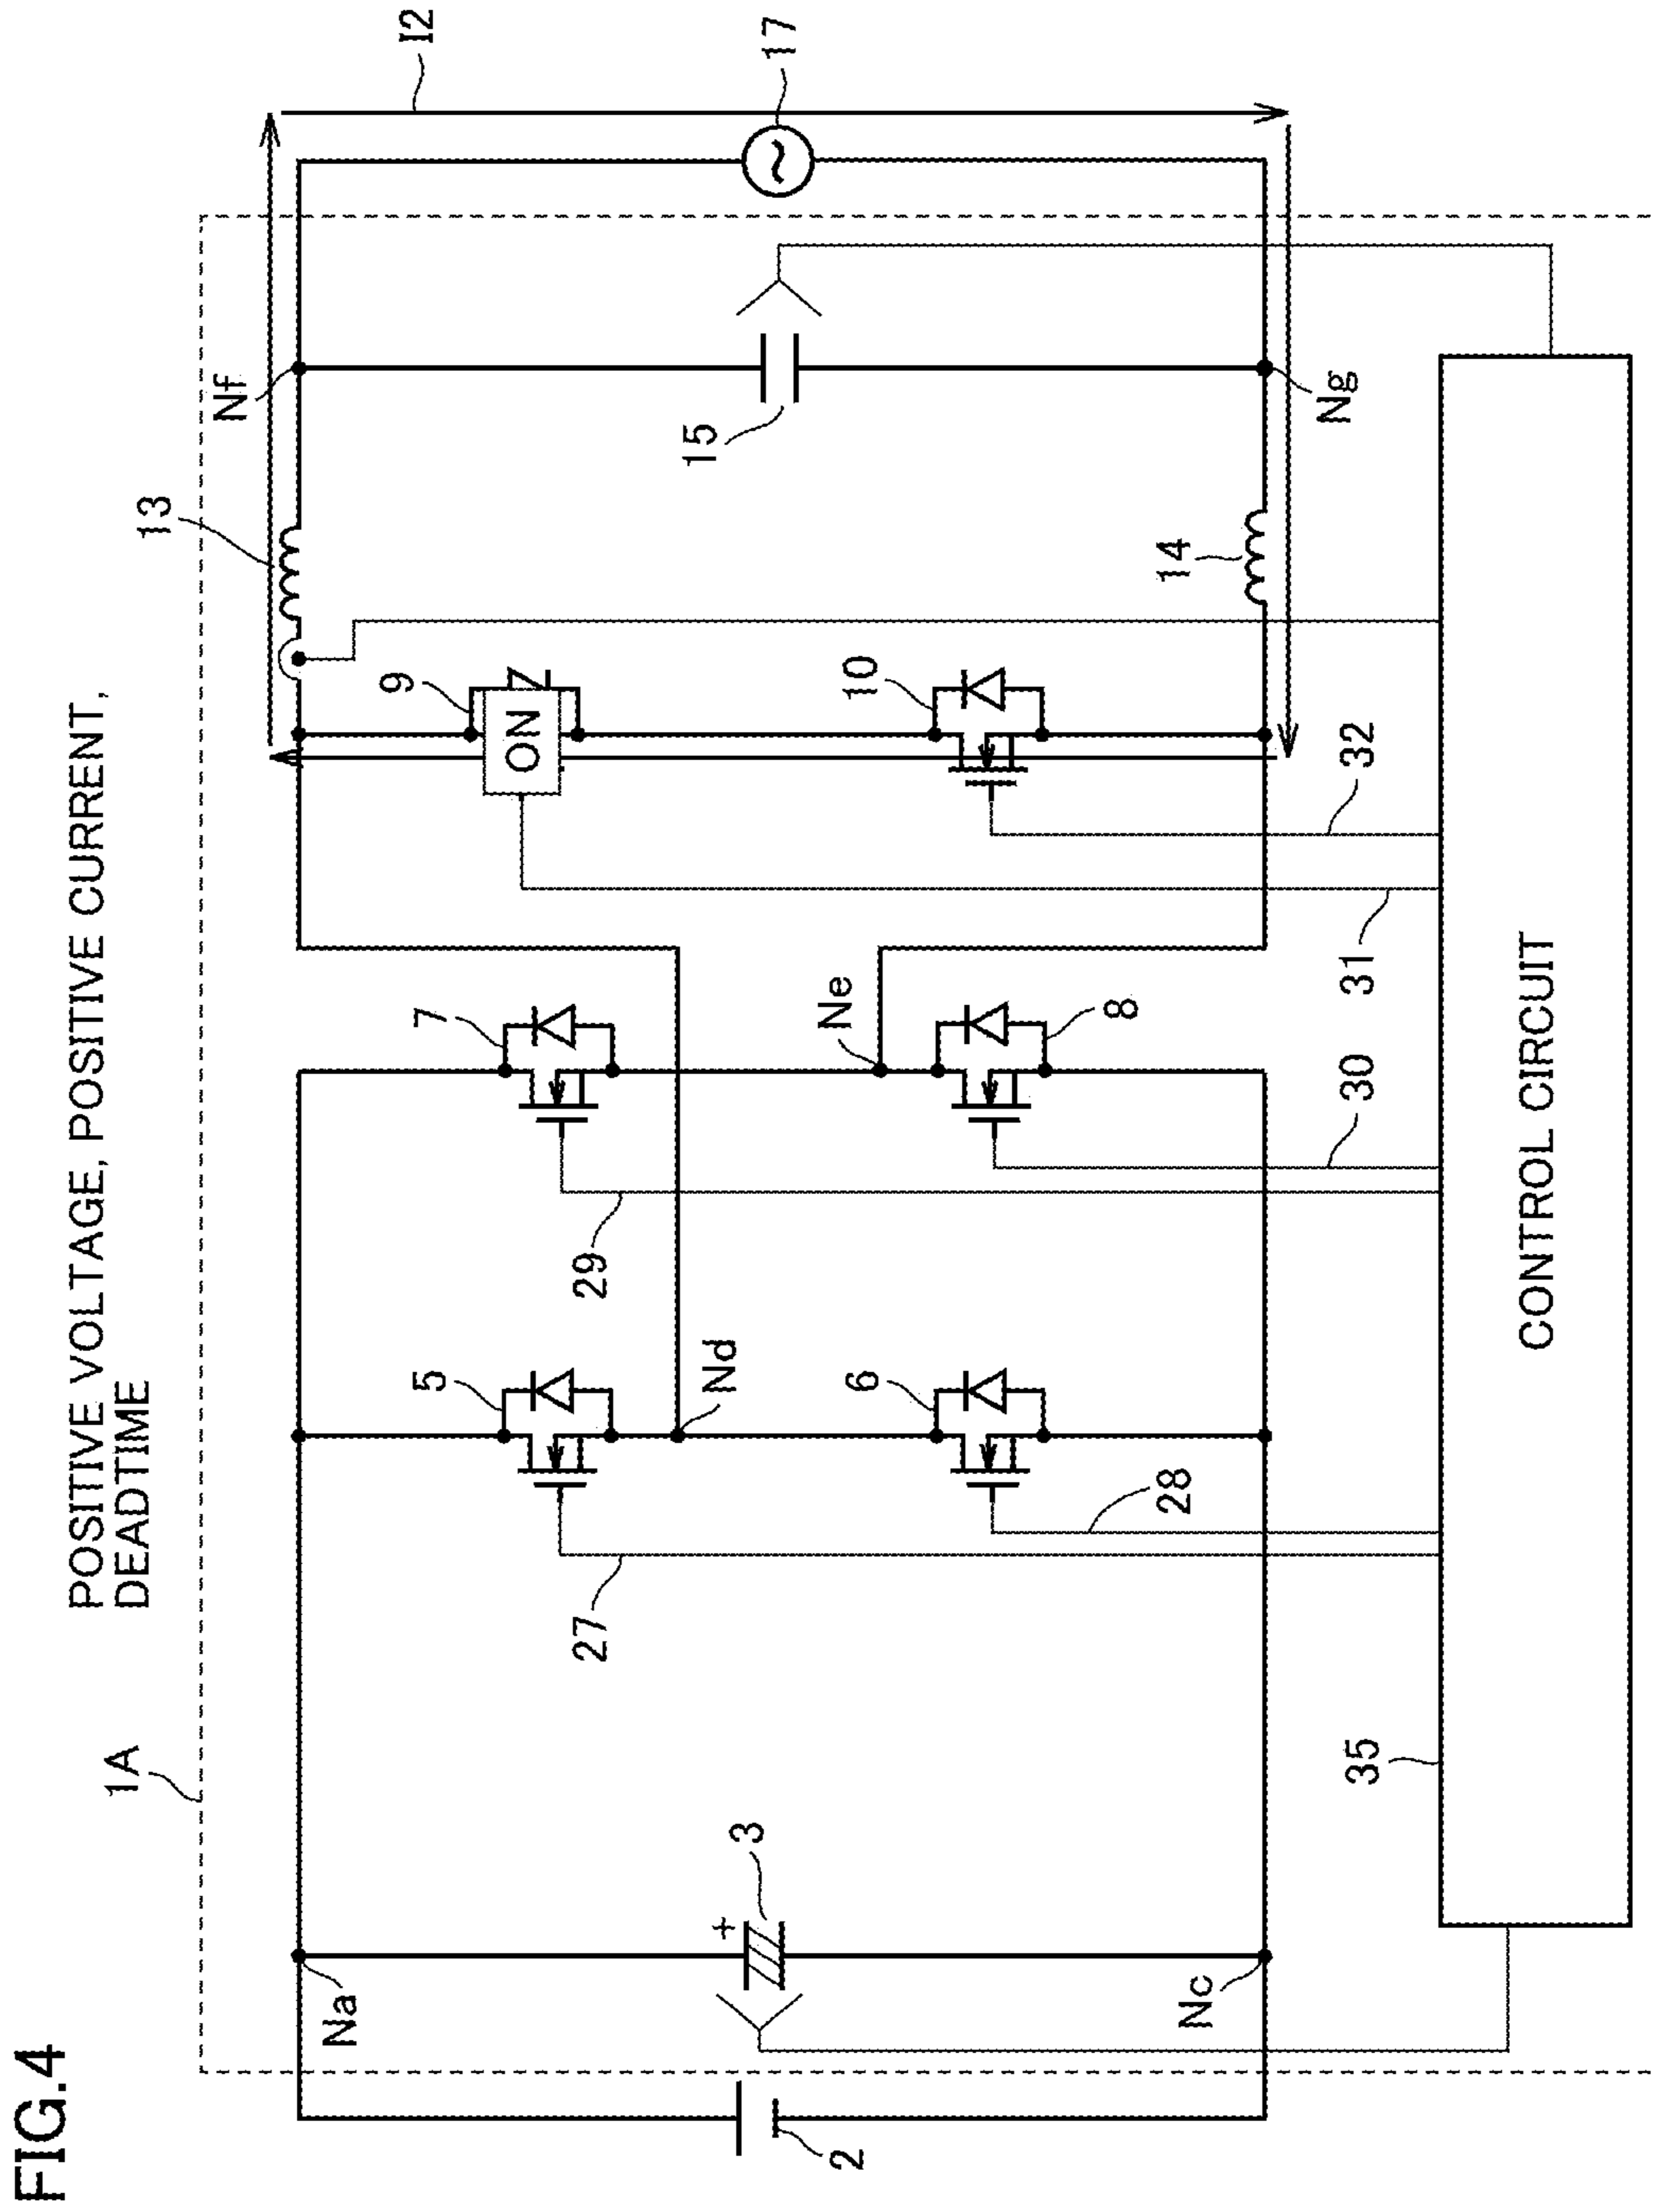 FIG.4
POSITIVE VOLTAGE, POSITIVE CURRENT,
DEADTIME
1A
13
I2
Nf
Na
5
7
9
ON
17
15
3
+
2
Nd
Ne
6
8
10
14
Nc
Ng
27
28
29
30
31
32
35
CONTROL CIRCUIT